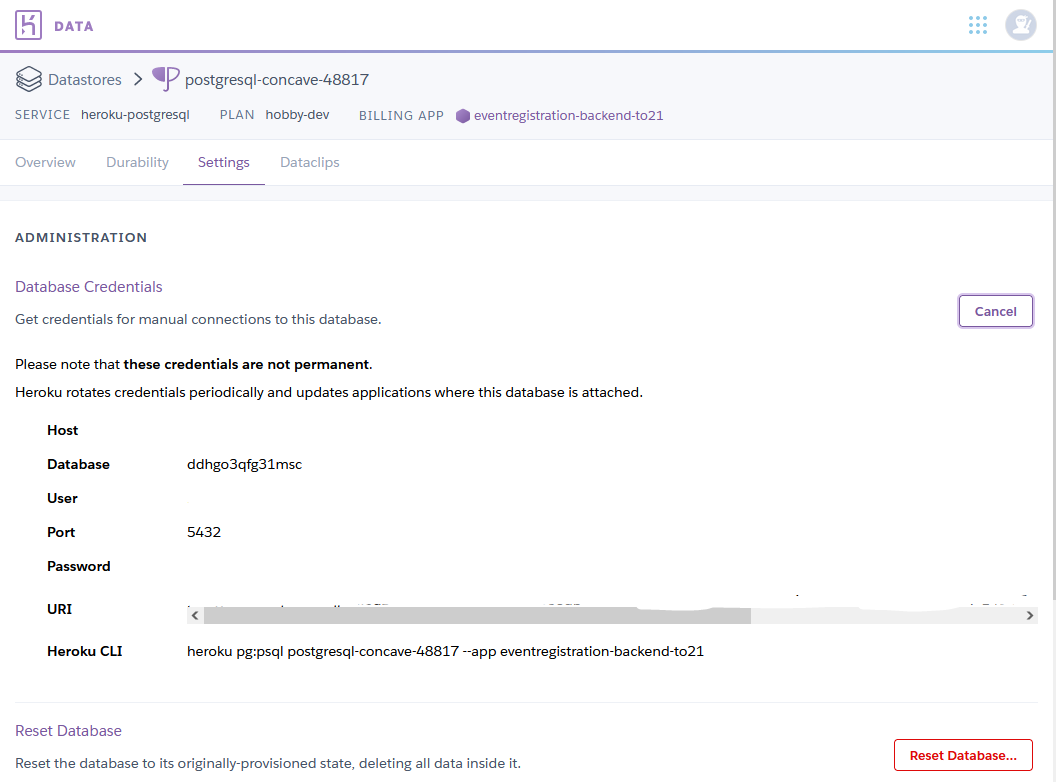 DATA
Datastores postgresql-concave-48817
SERVICE heroku-postgresql PLAN hobby-dev BILLING APP eventregistration-backend-to21
Overview Durability Settings Dataclips
ADMINISTRATION
Database Credentials
Get credentials for manual connections to this database.
Cancel
Please note that these credentials are not permanent.
Heroku rotates credentials periodically and updates applications where this database is attached.
Host
Database ddhgo3qfg31msc
User
Port 5432
Password
URI
Heroku CLI heroku pg:psql postgresql-concave-48817 --app eventregistration-backend-to21
Reset Database
Reset the database to its originally-provisioned state, deleting all data inside it.
Reset Database...